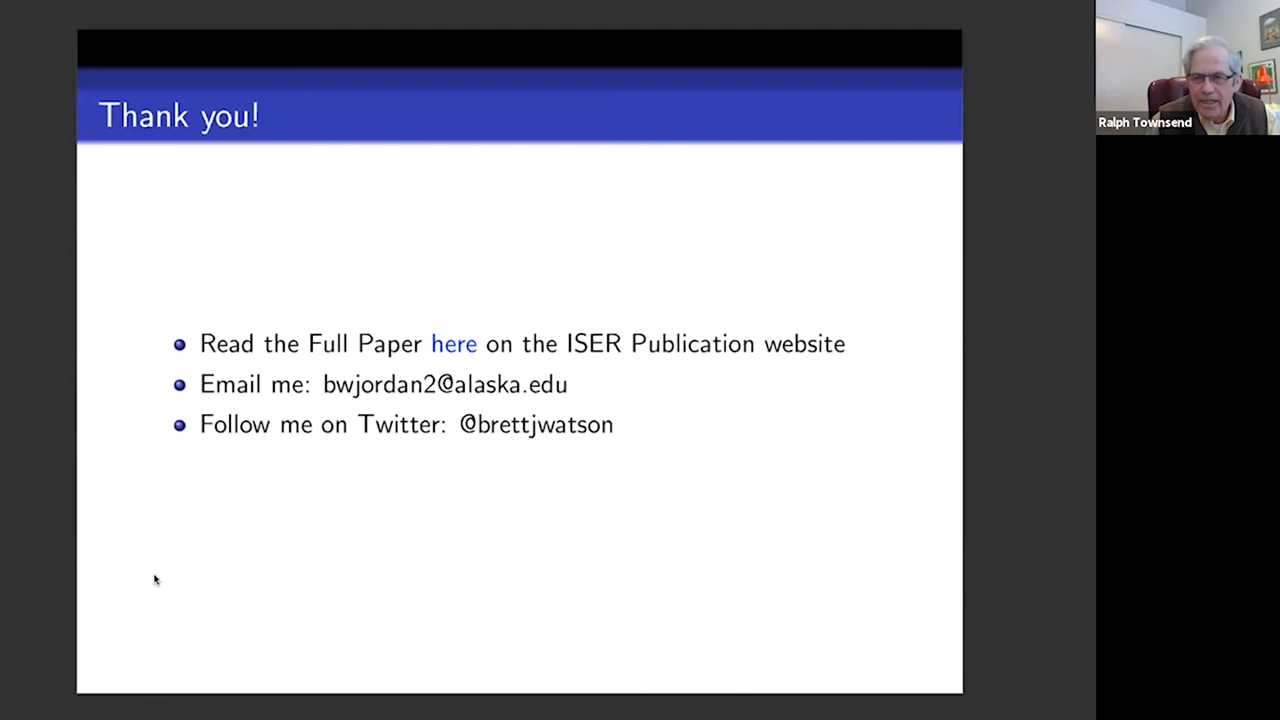 Thank you!
Read the Full Paper here on the ISER Publication website
Email me: bwjordan2@alaska.edu
Follow me on Twitter: @brettjwatson
Ralph Townsend